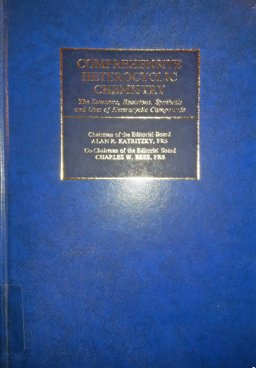 COMPREHENSIVE
HETEROCYCLIC
CHEMISTRY
The Structure, Reactions, Synthesis
and Uses of Heterocyclic Compounds
Chairman of the Editorial Board
ALAN R. KATRITZKY, FRS
Co-Chairman of the Editorial Board
CHARLES W. REES, FRS